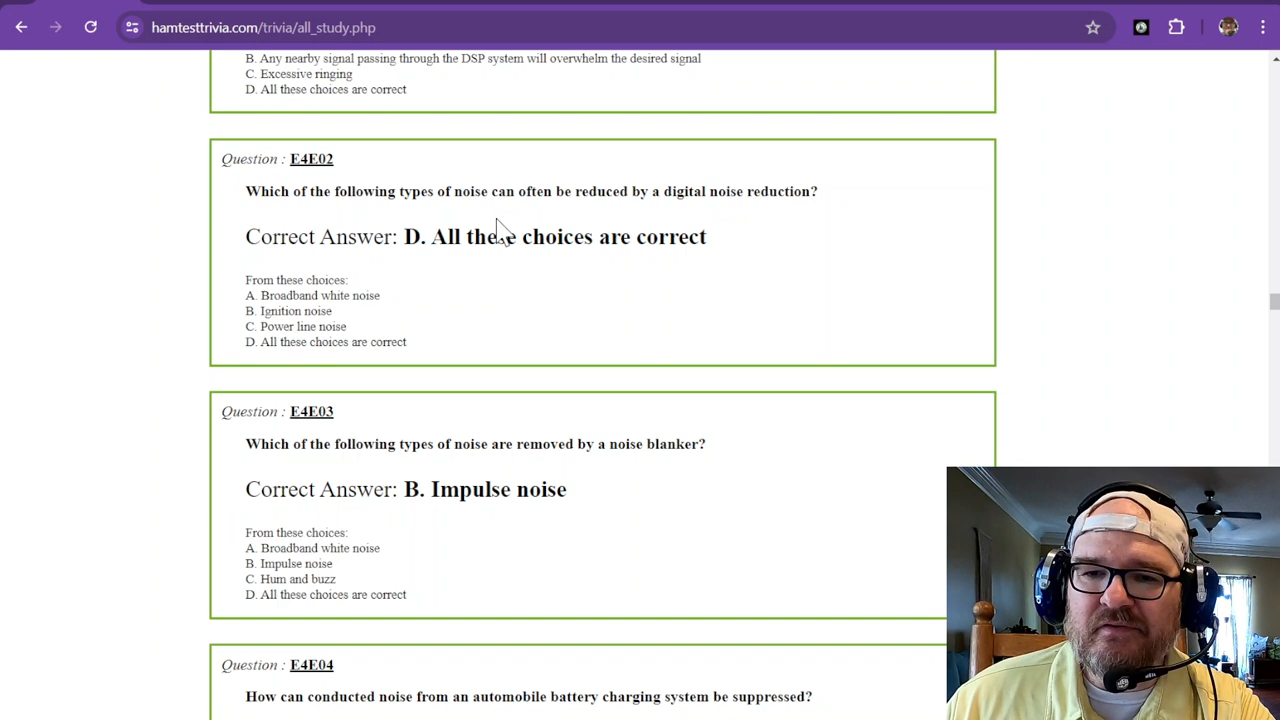 hamtesttrivia.com/trivia/all_study.php
B. Any nearby signal passing through the DSP system will overwhelm the desired signal
C. Excessive ringing
D. All these choices are correct
Question : E4E02
Which of the following types of noise can often be reduced by a digital noise reduction?
Correct Answer: D. All these choices are correct
From these choices:
A. Broadband white noise
B. Ignition noise
C. Power line noise
D. All these choices are correct
Question : E4E03
Which of the following types of noise are removed by a noise blanker?
Correct Answer: B. Impulse noise
From these choices:
A. Broadband white noise
B. Impulse noise
C. Hum and buzz
D. All these choices are correct
Question : E4E04
How can conducted noise from an automobile battery charging system be suppressed?